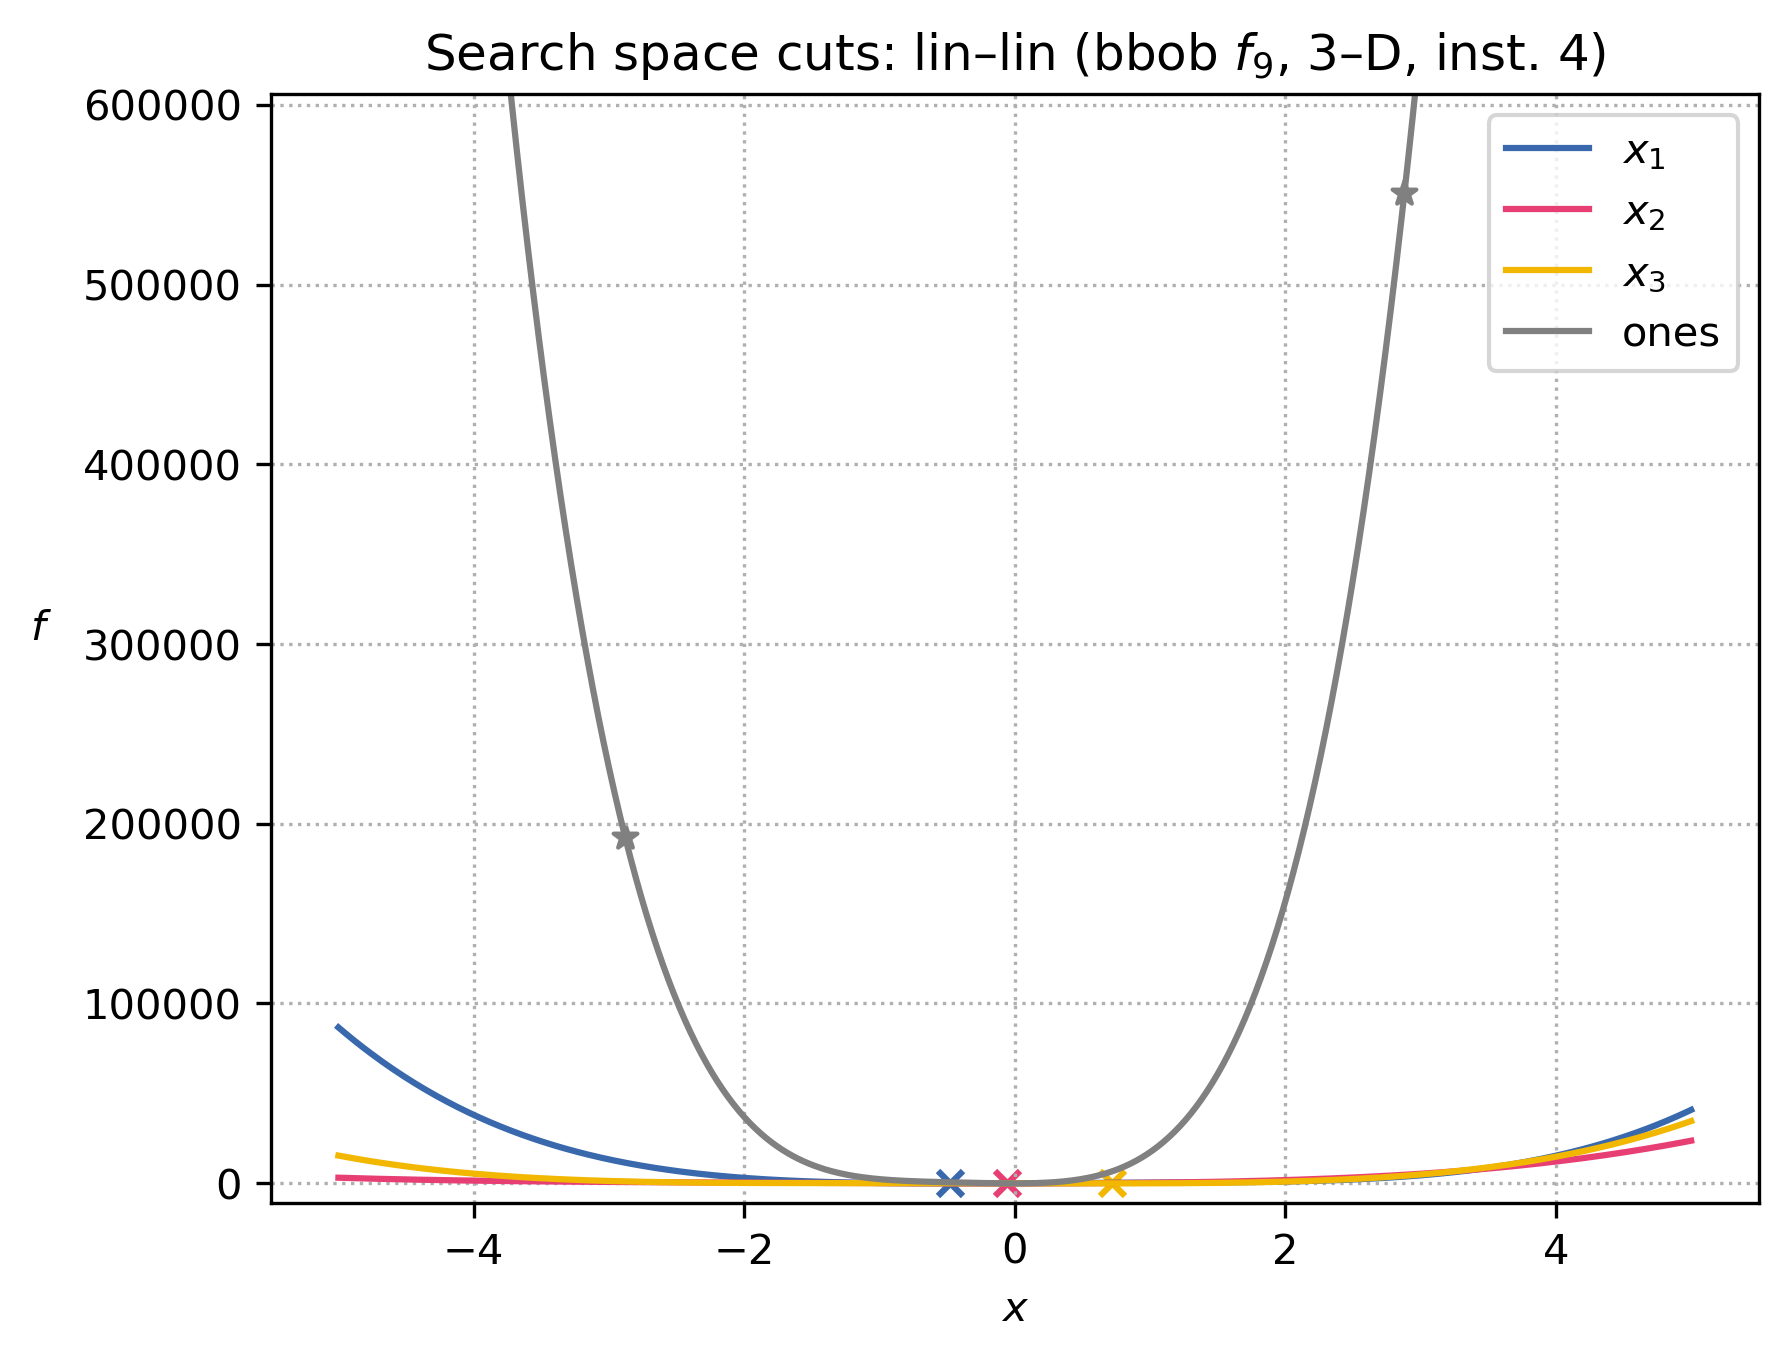 Search space cuts: lin–lin (bbob f₉, 3–D, inst. 4)
600000
500000
400000
300000
200000
100000
0
f
x₁
x₂
x₃
ones
−4 −2 0 2 4
x